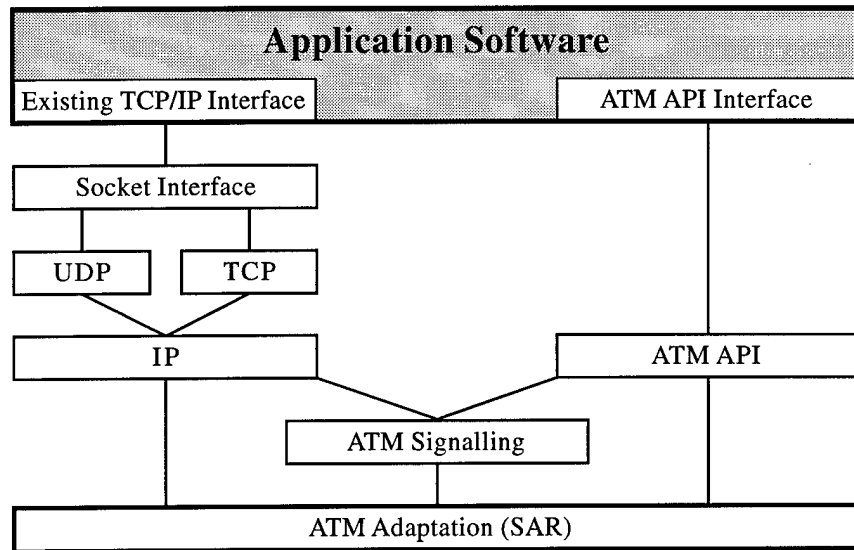 Application Software
Existing TCP/IP Interface
ATM API Interface
Socket Interface
UDP
TCP
IP
ATM API
ATM Signalling
ATM Adaptation (SAR)